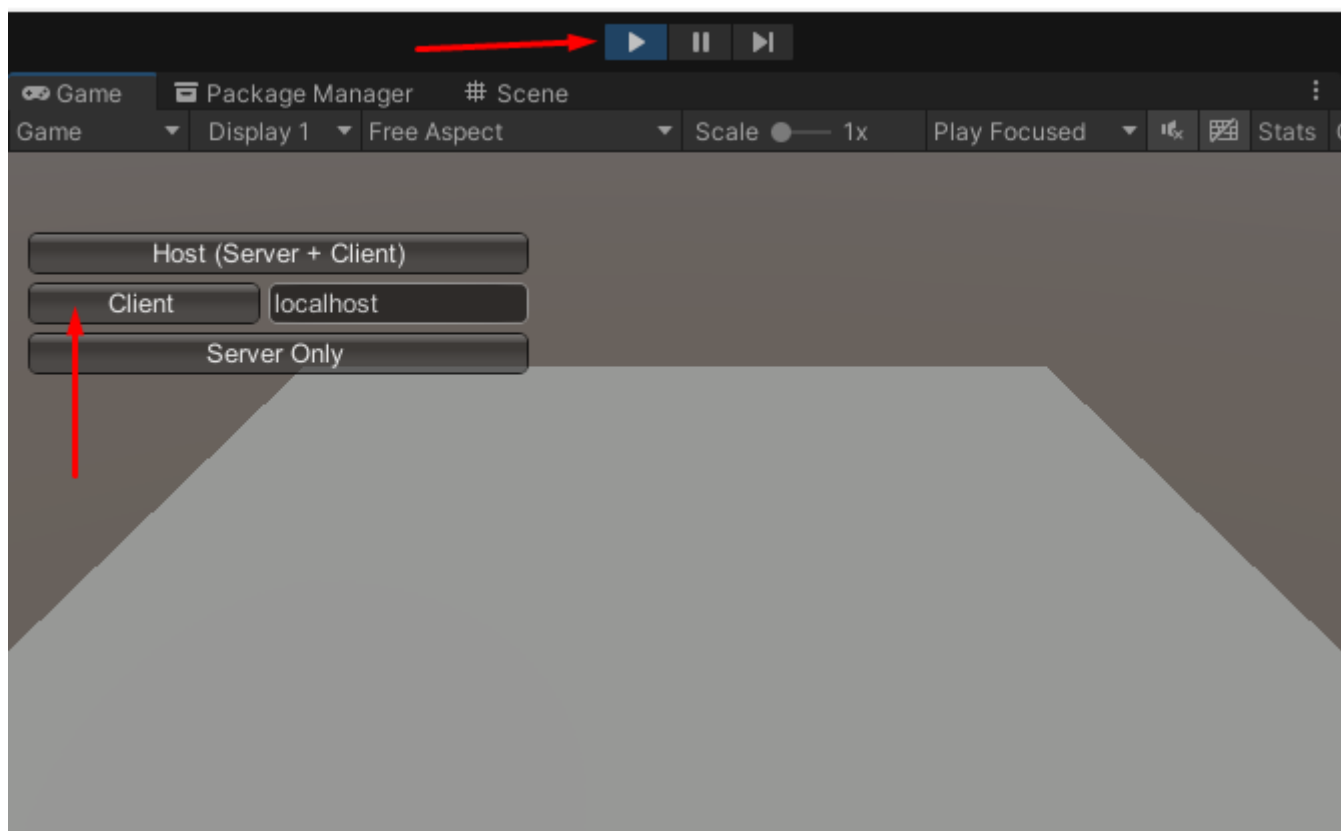 Game Package Manager Scene
Game Display 1 Free Aspect Scale 1x Play Focused Stats
Host (Server + Client)
Client localhost
Server Only